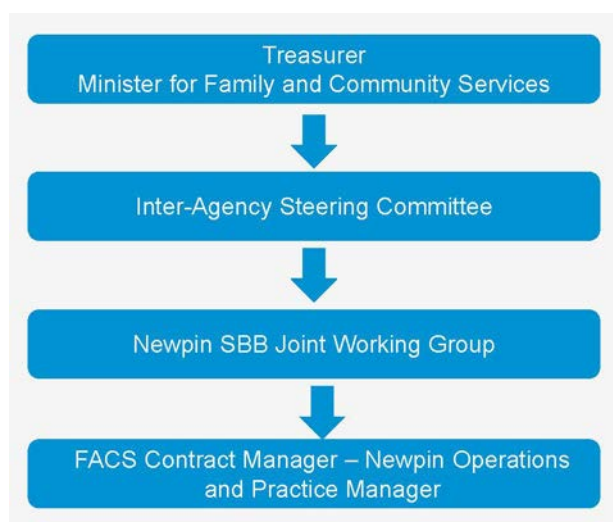 Treasurer
Minister for Family and Community Services
Inter-Agency Steering Committee
Newpin SBB Joint Working Group
FACS Contract Manager – Newpin Operations
and Practice Manager